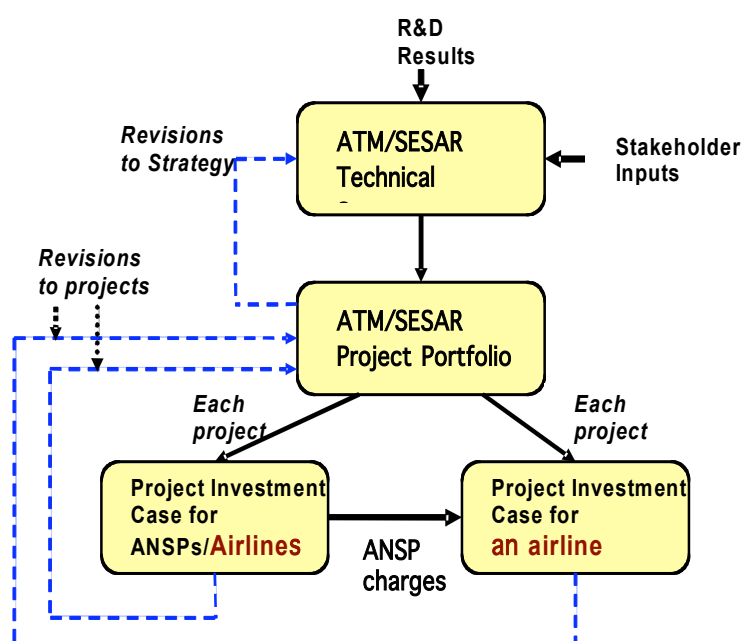 R&D
Results
Revisions
to Strategy
ATM/SESAR
Technical
Stakeholder
Inputs
Revisions
to projects
ATM/SESAR
Project Portfolio
Each
project
Each
project
Project Investment
Case for
ANSPs/Airlines
ANSP
charges
Project Investment
Case for
an airline